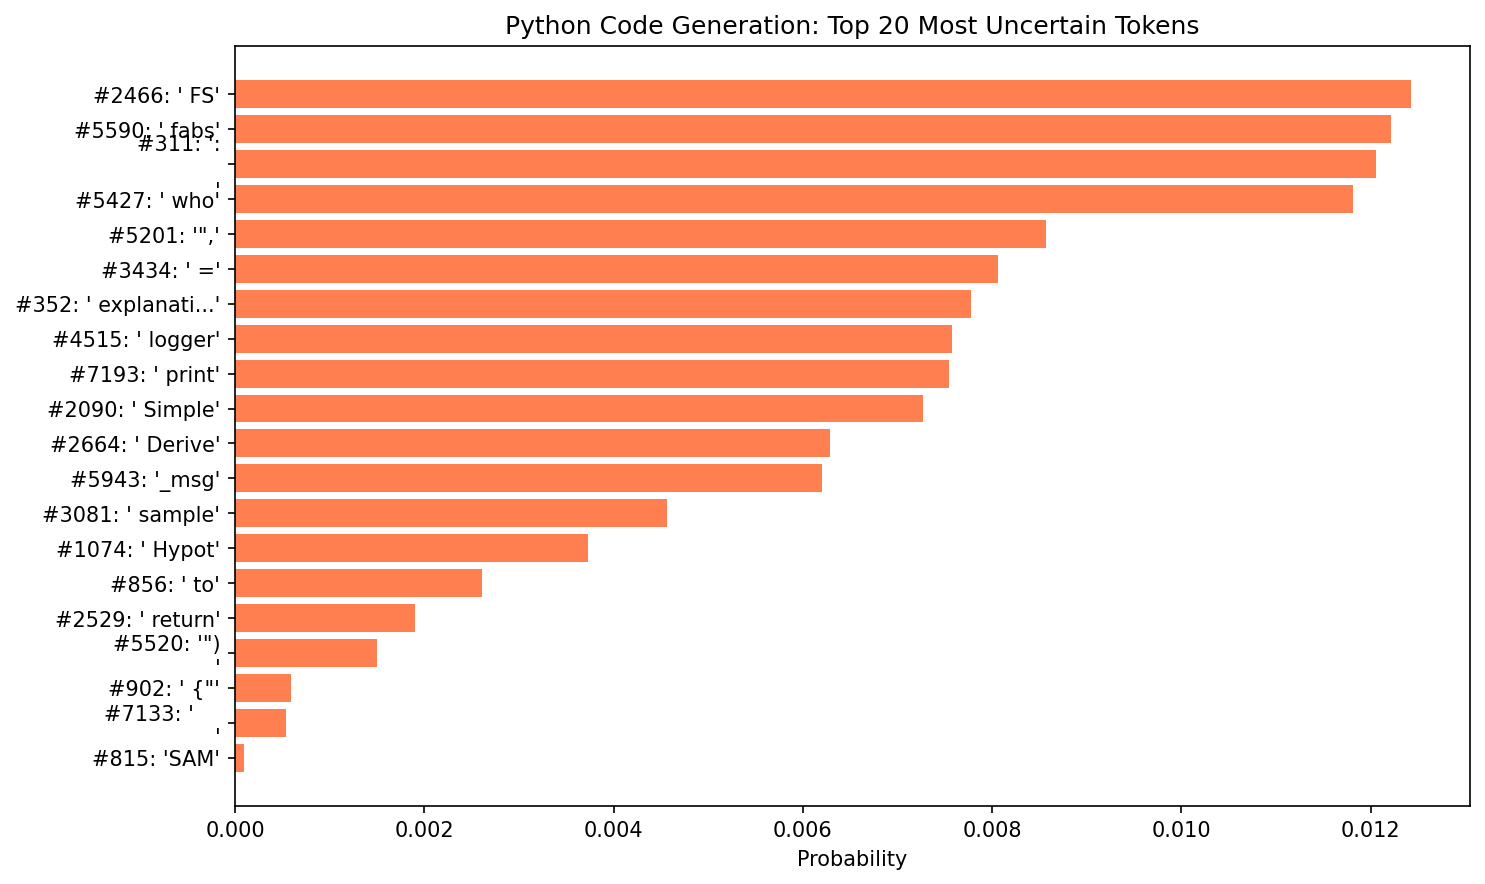 Python Code Generation: Top 20 Most Uncertain Tokens
#2466: ' FS'
#5590: ' fabs'
#311: ':
'
#5427: ' who'
#5201: '",'
#3434: ' ='
#352: ' explanati...'
#4515: ' logger'
#7193: ' print'
#2090: ' Simple'
#2664: ' Derive'
#5943: '_msg'
#3081: ' sample'
#1074: ' Hypot'
#856: ' to'
#2529: ' return'
#5520: '")
'
#902: ' {"'
#7133: '
'
#815: 'SAM'
0.000 0.002 0.004 0.006 0.008 0.010 0.012
Probability